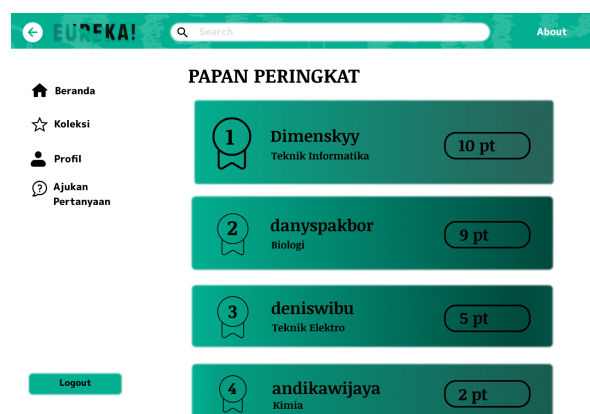 EUREKA!
Search
About
PAPAN PERINGKAT
Beranda
Koleksi
Profil
Ajukan
Pertanyaan
Logout
1
Dimenskyy
Teknik Informatika
10 pt
2
danyspakbor
Biologi
9 pt
3
deniswibu
Teknik Elektro
5 pt
4
andikawijaya
Kimia
2 pt